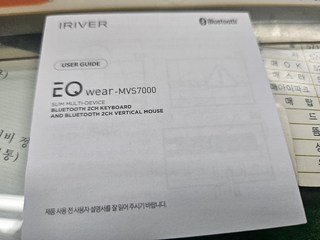 iRIVER
Bluetooth
USER GUIDE
EQ wear-MVS7000
SLIM MULTI-DEVICE
BLUETOOTH 2CH KEYBOARD
AND BLUETOOTH 2CH VERTICAL MOUSE
제품 사용 전 사용자 설명서를 잘 읽어 주시기 바랍니다.